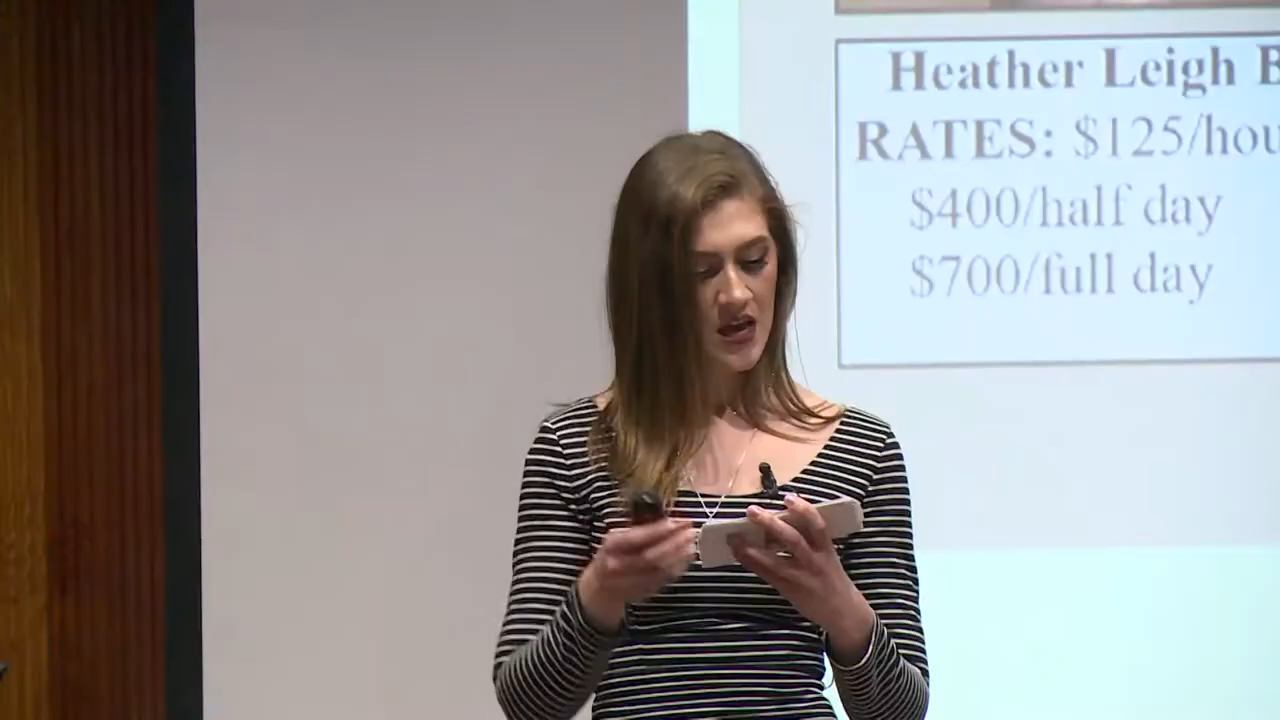 Heather Leigh B
RATES: $125/hou
$400/half day
$700/full day